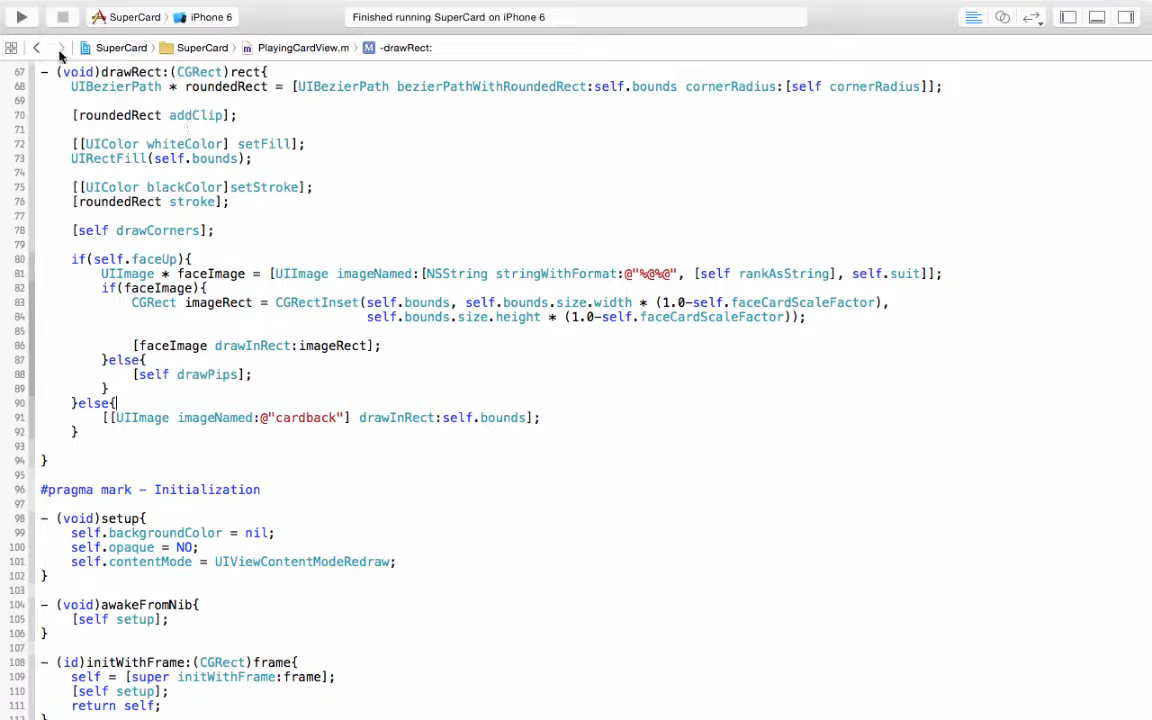 SuperCard iPhone 6 Finished running SuperCard on iPhone 6
SuperCard SuperCard PlayingCardView.m M -drawRect:
67 - (void)drawRect:(CGRect)rect{
68 UIBezierPath * roundedRect = [UIBezierPath bezierPathWithRoundedRect:self.bounds cornerRadius:[self cornerRadius]];
69
70 [roundedRect addClip];
71
72 [[UIColor whiteColor] setFill];
73 UIRectFill(self.bounds);
74
75 [[UIColor blackColor]setStroke];
76 [roundedRect stroke];
77
78 [self drawCorners];
79
80 if(self.faceUp){
81 UIImage * faceImage = [UIImage imageNamed:[NSString stringWithFormat:@"%@%@", [self rankAsString], self.suit]];
82 if(faceImage){
83 CGRect imageRect = CGRectInset(self.bounds, self.bounds.size.width * (1.0-self.faceCardScaleFactor),
84 self.bounds.size.height * (1.0-self.faceCardScaleFactor));
85
86 [faceImage drawInRect:imageRect];
87 }else{
88 [self drawPips];
89 }
90 }else{
91 [[UIImage imageNamed:@"cardback"] drawInRect:self.bounds];
92 }
93
94 }
95
96 #pragma mark - Initialization
97
98 - (void)setup{
99 self.backgroundColor = nil;
100 self.opaque = NO;
101 self.contentMode = UIViewContentModeRedraw;
102 }
103
104 - (void)awakeFromNib{
105 [self setup];
106 }
107
108 - (id)initWithFrame:(CGRect)frame{
109 self = [super initWithFrame:frame];
110 [self setup];
111 return self;